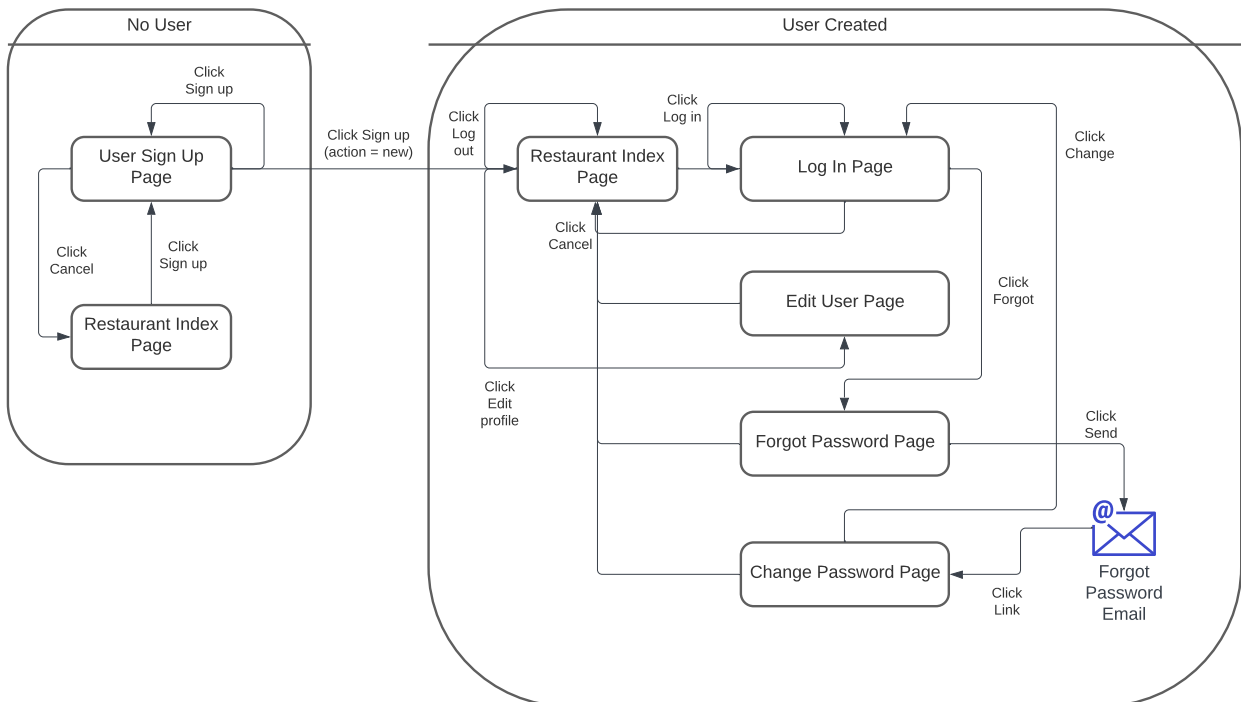 No User
User Created
Click
Sign up
User Sign Up
Page
Click
Cancel
Click
Sign up
Restaurant Index
Page
Click Sign up
(action = new)
Click
Log
out
Restaurant Index
Page
Click
Log in
Log In Page
Click
Change
Click
Cancel
Edit User Page
Click
Forgot
Click
Edit
profile
Forgot Password Page
Click
Send
@
Change Password Page
Click
Link
Forgot
Password
Email